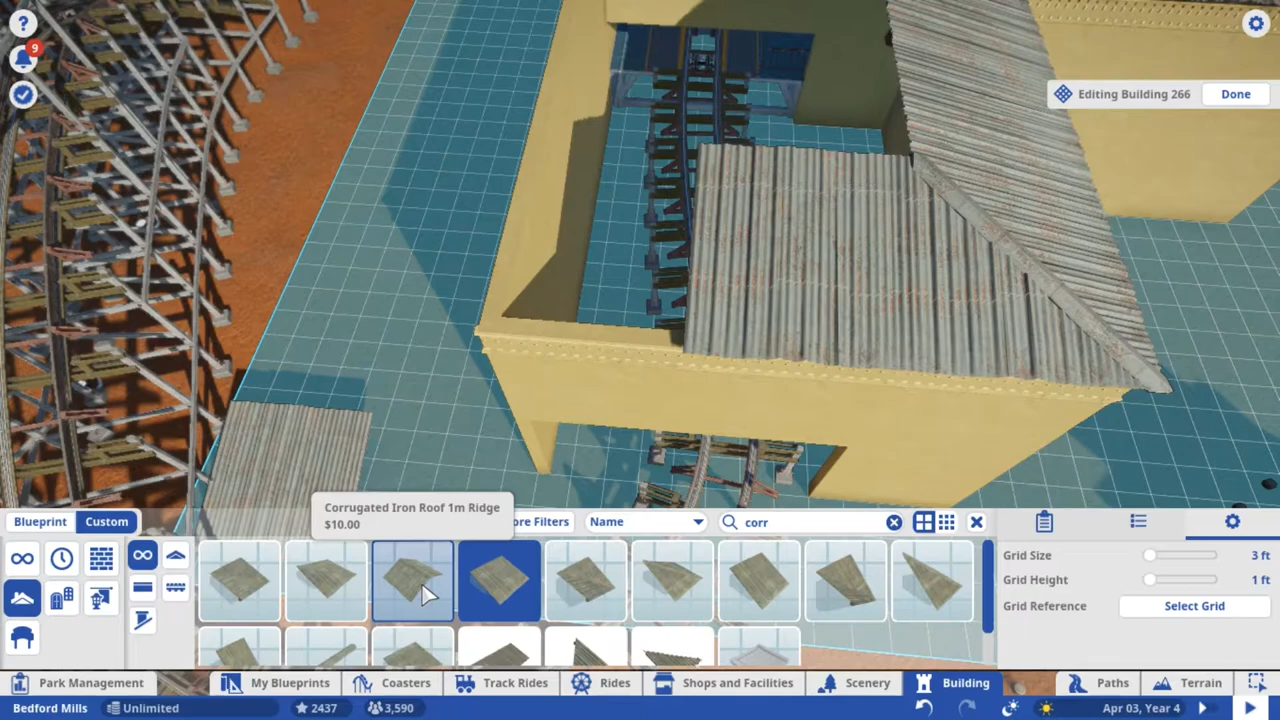 ?
9
Editing Building 266
Done
Corrugated Iron Roof 1m Ridge
$10.00
Blueprint
Custom
ore Filters
Name
corr
Grid Size
3 ft
Grid Height
1 ft
Grid Reference
Select Grid
Park Management
My Blueprints
Coasters
Track Rides
Rides
Shops and Facilities
Scenery
Building
Paths
Terrain
Bedford Mills
Unlimited
2437
3,590
Apr 03, Year 4